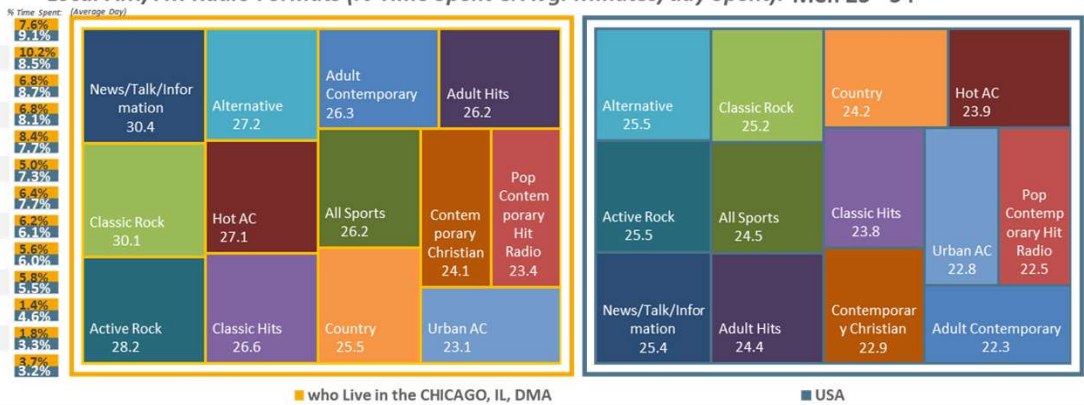 % Time Spent:
(Average Day)
7.6%
9.1%
10.2%
8.5%
6.8%
8.7%
6.8%
8.1%
8.4%
7.7%
5.0%
7.3%
6.4%
7.7%
6.2%
6.1%
5.6%
6.0%
5.8%
5.5%
1.4%
4.6%
1.8%
3.3%
3.7%
3.2%
News/Talk/Infor
mation
30.4
Alternative
27.2
Adult
Contemporary
26.3
Adult Hits
26.2
Classic Rock
30.1
Hot AC
27.1
All Sports
26.2
Contem
porary
Christian
24.1
Pop
Contem
porary
Hit
Radio
23.4
Active Rock
28.2
Classic Hits
26.6
Country
25.5
Urban AC
23.1
Alternative
25.5
Classic Rock
25.2
Country
24.2
Hot AC
23.9
Active Rock
25.5
All Sports
24.5
Classic Hits
23.8
Urban AC
22.8
Pop
Contemp
orary Hit
Radio
22.5
News/Talk/Infor
mation
25.4
Adult Hits
24.4
Contemporar
y Christian
22.9
Adult Contemporary
22.3
who Live in the CHICAGO, IL, DMA
USA